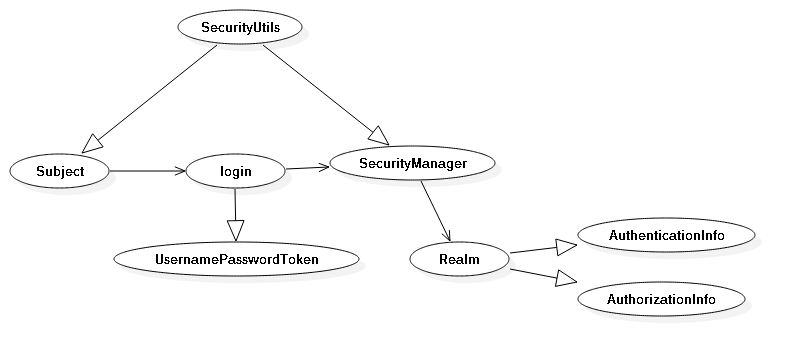 SecurityUtils
Subject
login
SecurityManager
UsernamePasswordToken
Realm
AuthenticationInfo
AuthorizationInfo